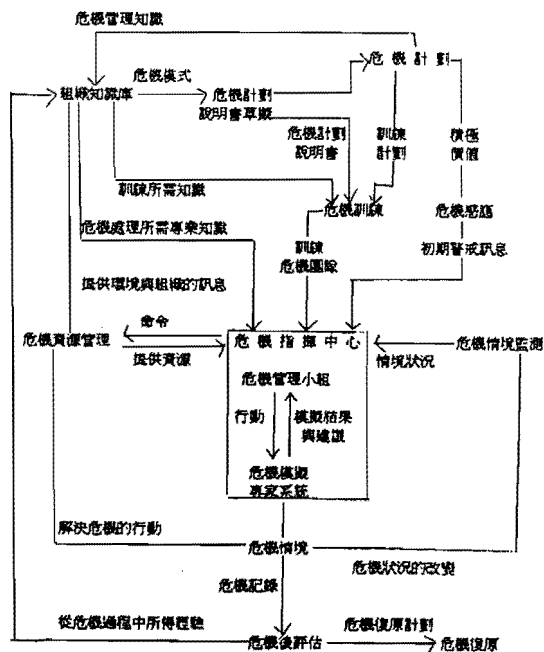 危機管理知識
危機模式
危機計劃
組織知識庫
危機計劃
說明書草擬
危機計劃
說明書
訓練
計劃
積極
價值
訓練所需知識
危機訓練
危機感應
危機處理所需專業知識
訓練
危機團隊
初期警戒訊息
提供環境與組織的訊息
命令
危機資源管理
提供資源
危機指揮中心
危機情境監測
情境狀況
危機管理小組
行動
模擬結果
與建議
危機模擬
專家系統
解決危機的行動
危機情境
危機狀況的改變
危機記錄
從危機過程中所得經驗
危機後評估
危機復原計劃
危機復原